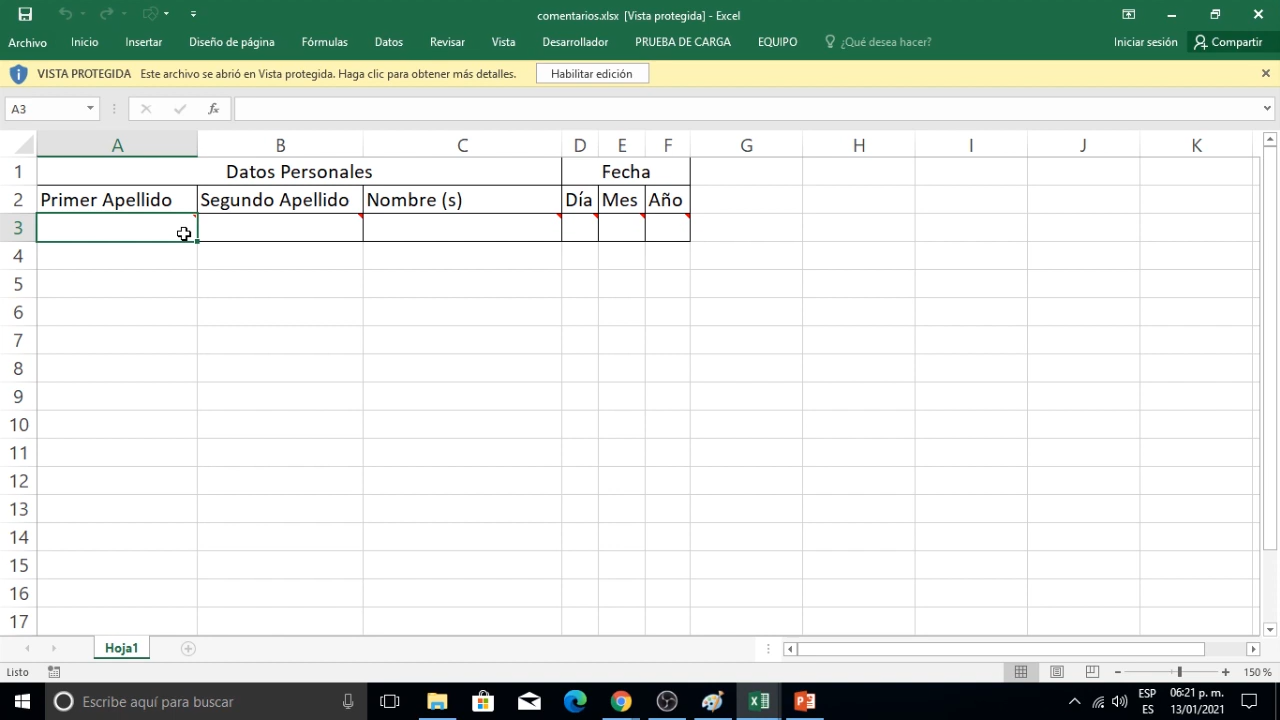 comentarios.xlsx [Vista protegida] - Excel
Archivo Inicio Insertar Diseño de página Fórmulas Datos Revisar Vista Desarrollador PRUEBA DE CARGA EQUIPO ¿Qué desea hacer? Iniciar sesión Compartir
VISTA PROTEGIDA Este archivo se abrió en Vista protegida. Haga clic para obtener más detalles. Habilitar edición
A3 fx
A B C D E F G H I J K
1 Datos Personales Fecha
2 Primer Apellido Segundo Apellido Nombre (s) Día Mes Año
3
4
5
6
7
8
9
10
11
12
13
14
15
16
17
Hoja1
Listo 150 %
Escribe aquí para buscar ESP 06:21 p. m.
ES 13/01/2021